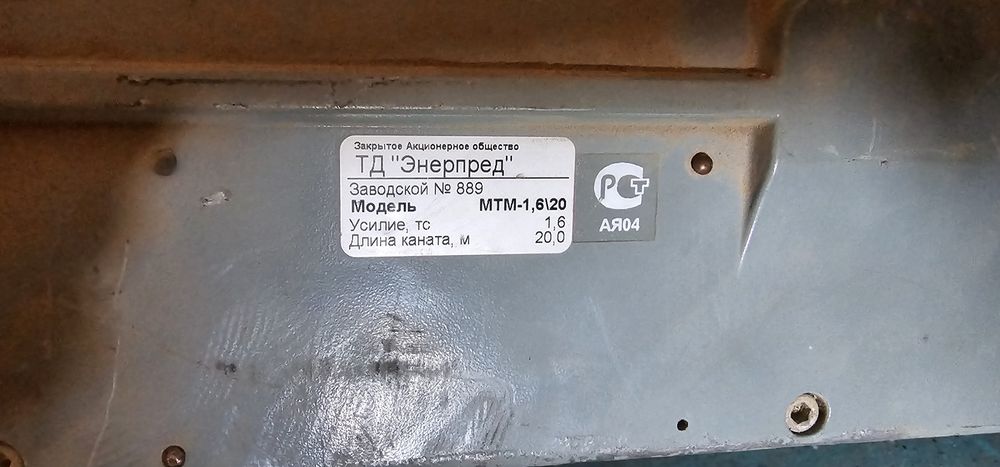 Закрытое Акционерное общество
ТД "Энерпред"
Заводской № 889
Модель МТМ-1,6\20
Усилие, тс 1,6
Длина каната, м 20,0
РСТ
АЯ04